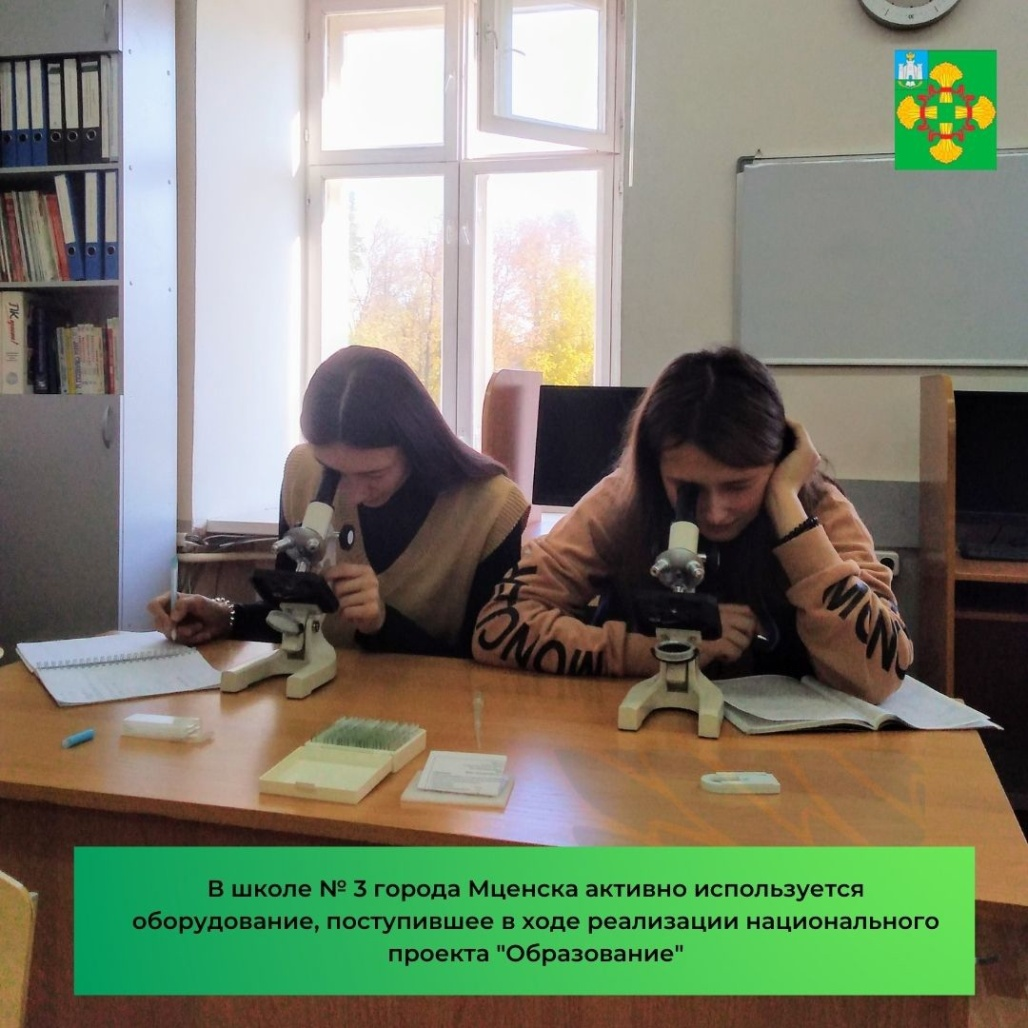 В школе № 3 города Мценска активно используется
оборудование, поступившее в ходе реализации национального
проекта "Образование"